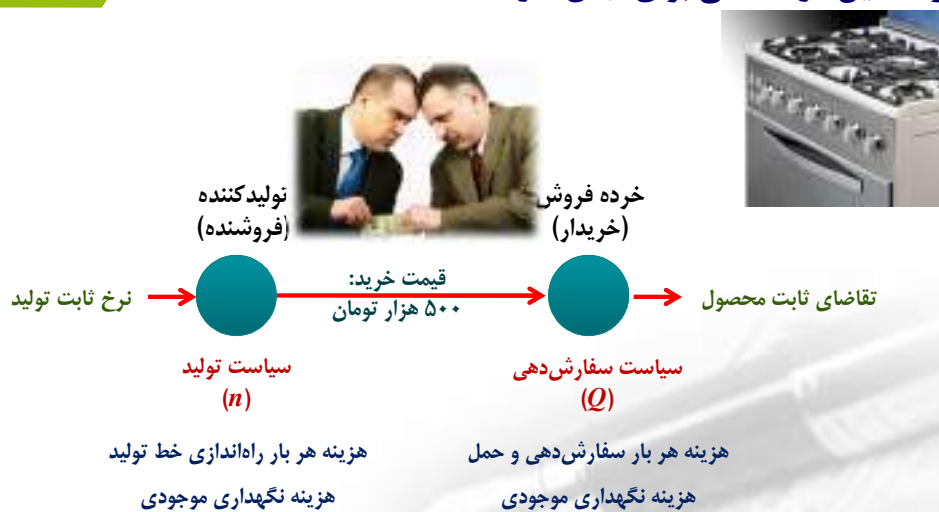 تولیدکننده
(فروشنده)
خرده فروش
(خریدار)
نرخ ثابت تولید
قیمت خرید:
۵۰۰ هزار تومان
تقاضای ثابت محصول
سیاست تولید
(n)
سیاست سفارش‌دهی
(Q)
هزینه هر بار راه‌اندازی خط تولید
هزینه نگهداری موجودی
هزینه هر بار سفارش‌دهی و حمل
هزینه نگهداری موجودی